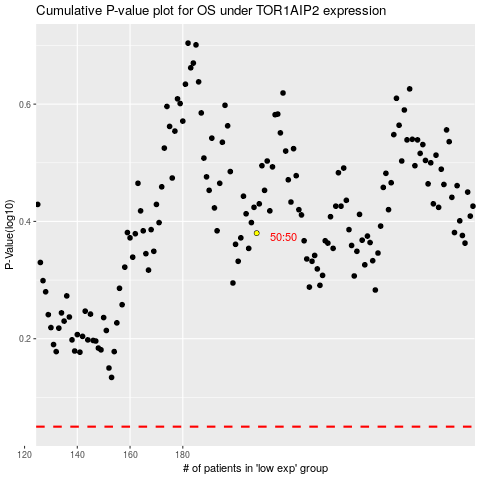 Cumulative P-value plot for OS under TOR1AIP2 expression
P-Value(log10)
0.6
0.4
0.2
50:50
120 140 160 180
# of patients in 'low exp' group